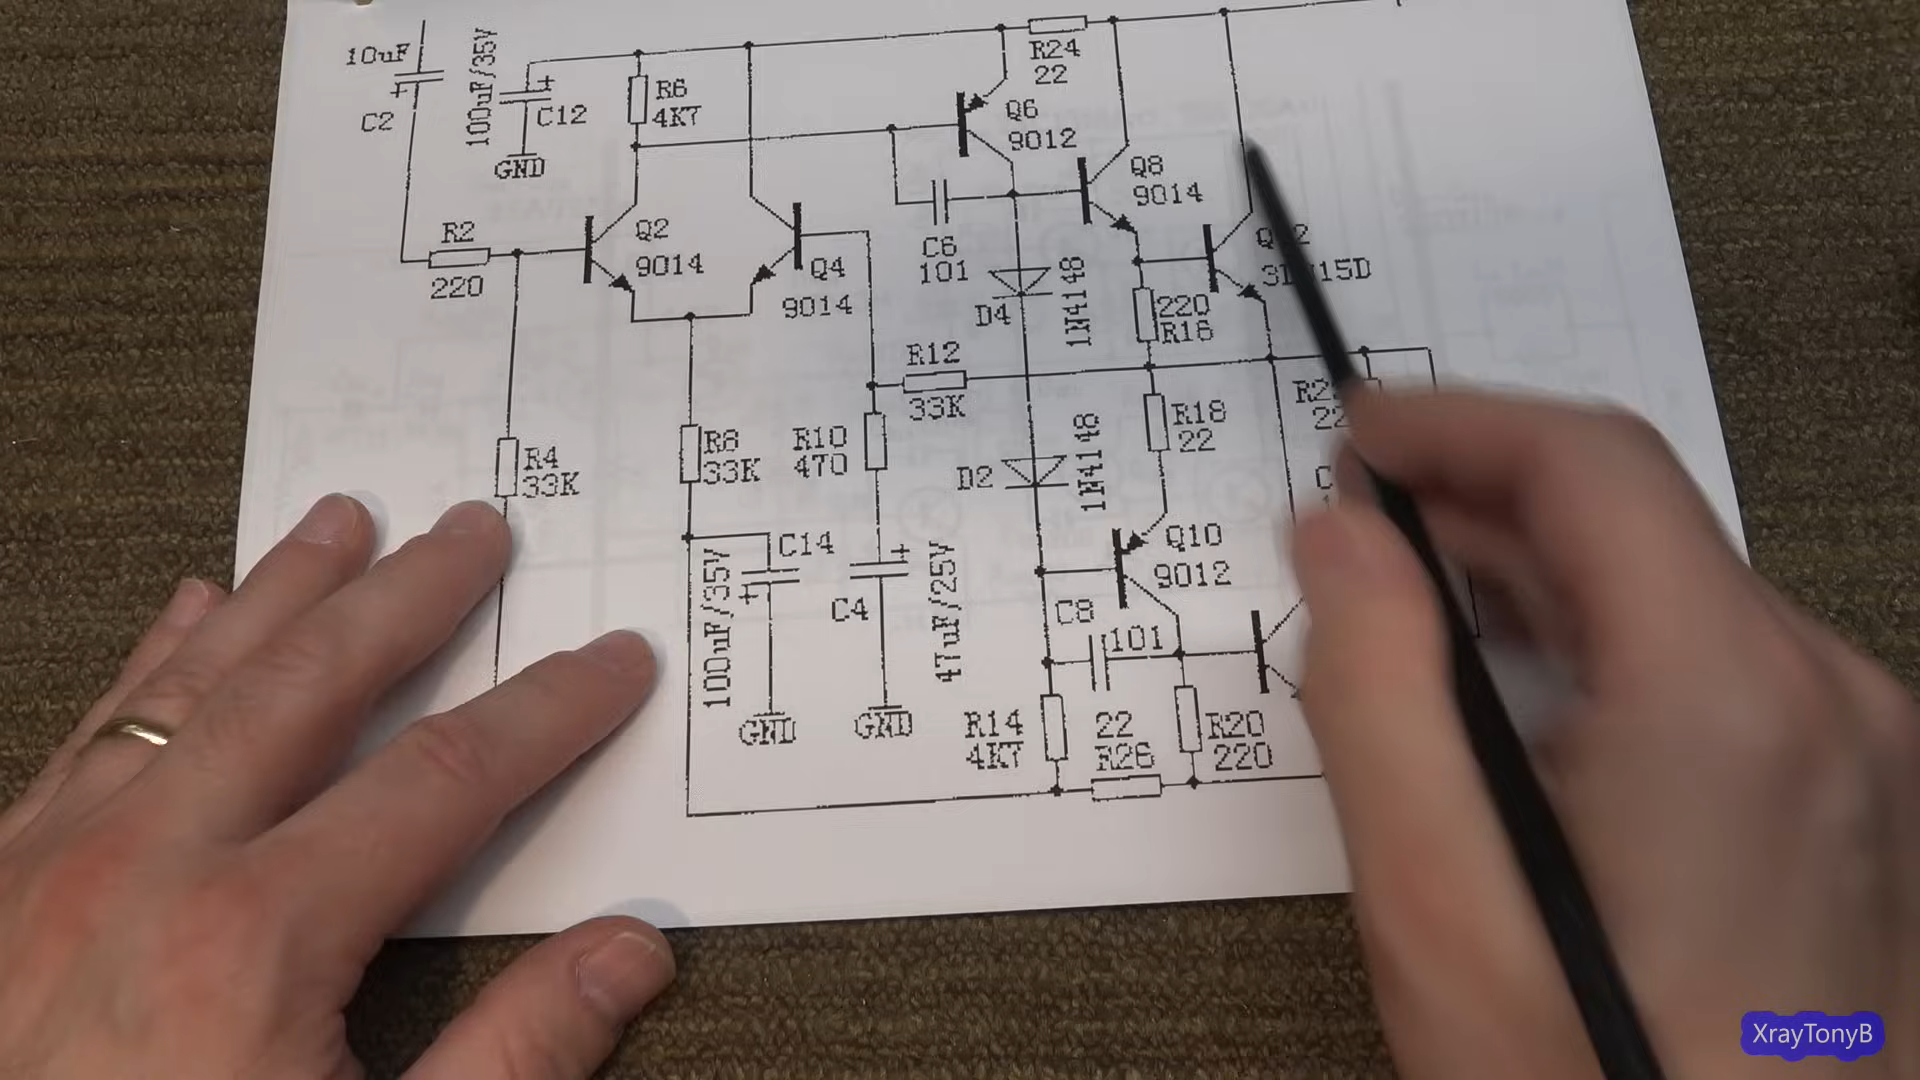 10uF
C2
100uF/35V
C12
GND
R6
4K7
R24
22
Q6
9012
Q8
9014
R2
220
Q2
9014
Q4
9014
C6
101
D4
1N4148
220
R16
R12
33K
R4
33K
R8
33K
R10
470
D2
1N4148
R18
22
C14
100uF/35V
GND
C4
47uF/25V
GND
Q10
9012
C8
101
R14
4K7
22
R26
R20
220
XrayTonyB